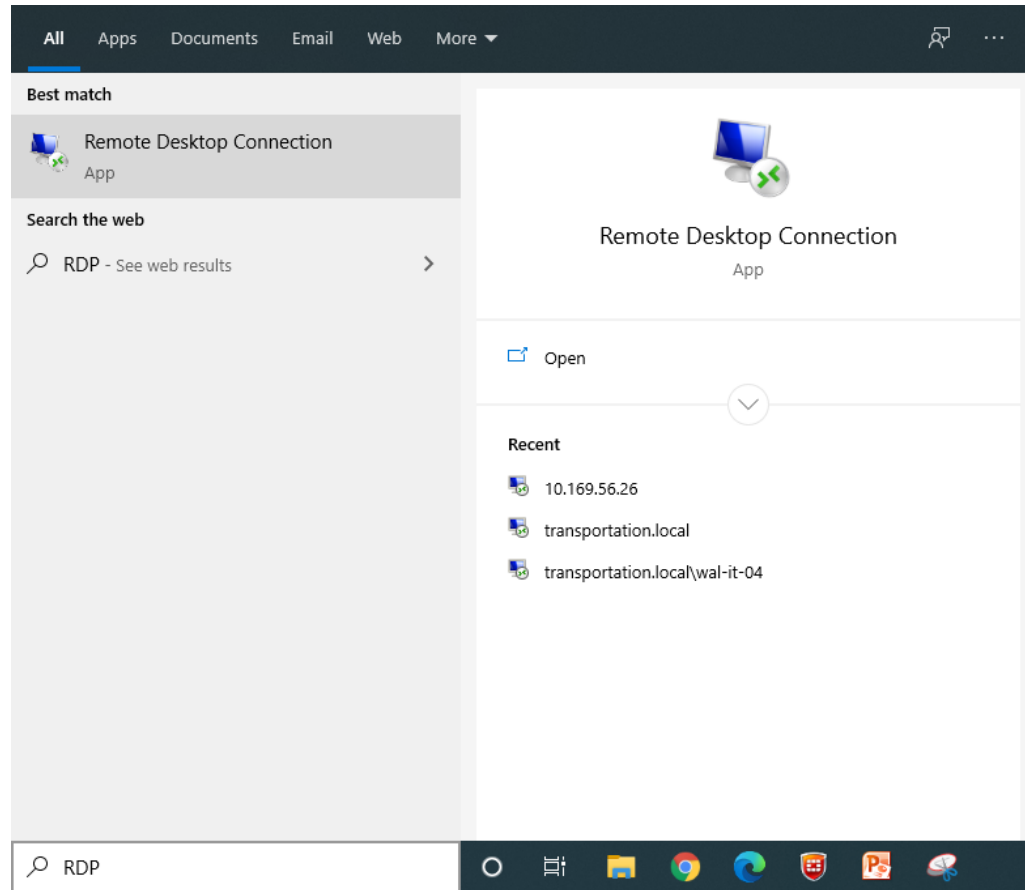 All Apps Documents Email Web More
Best match
Remote Desktop Connection
App
Search the web
RDP - See web results
Remote Desktop Connection
App
Open
Recent
10.169.56.26
transportation.local
transportation.local\wal-it-04
RDP